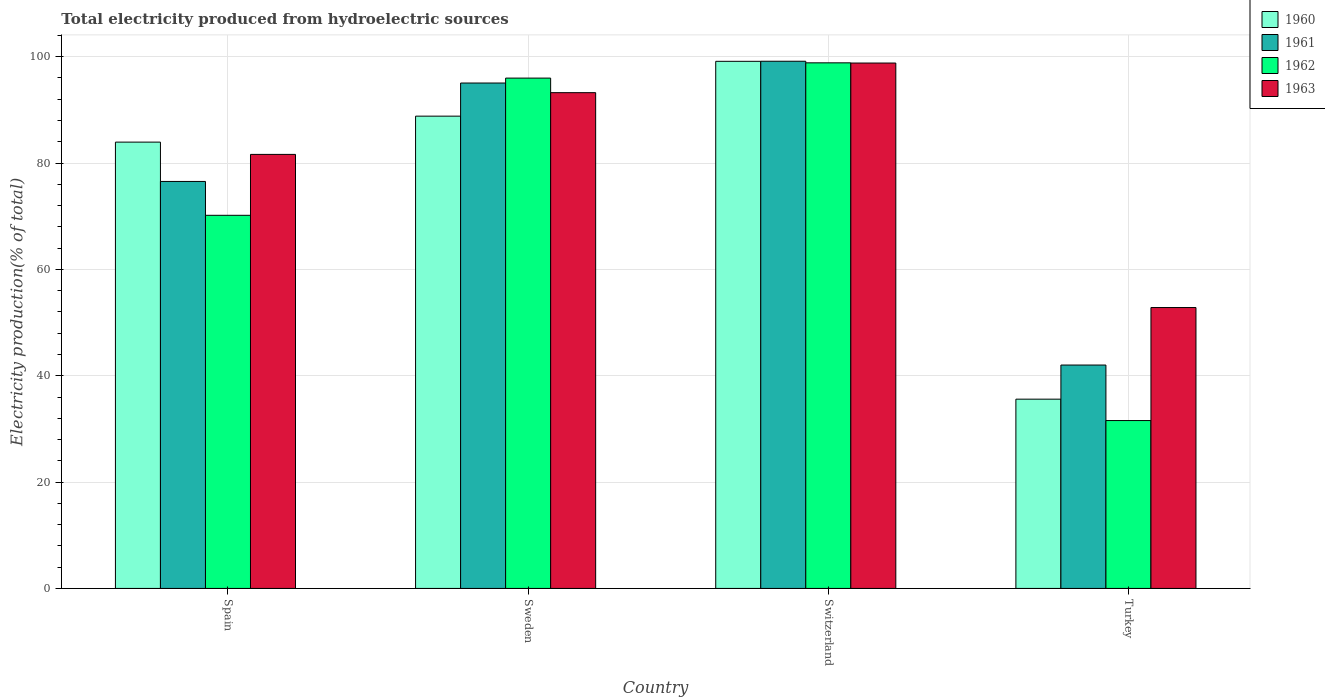 Total electricity produced from hydroelectric sources
1960
1961
1962
1963
Electricity production(% of total)
100
80
60
40
20
0
Spain
Sweden
Switzerland
Turkey
Country